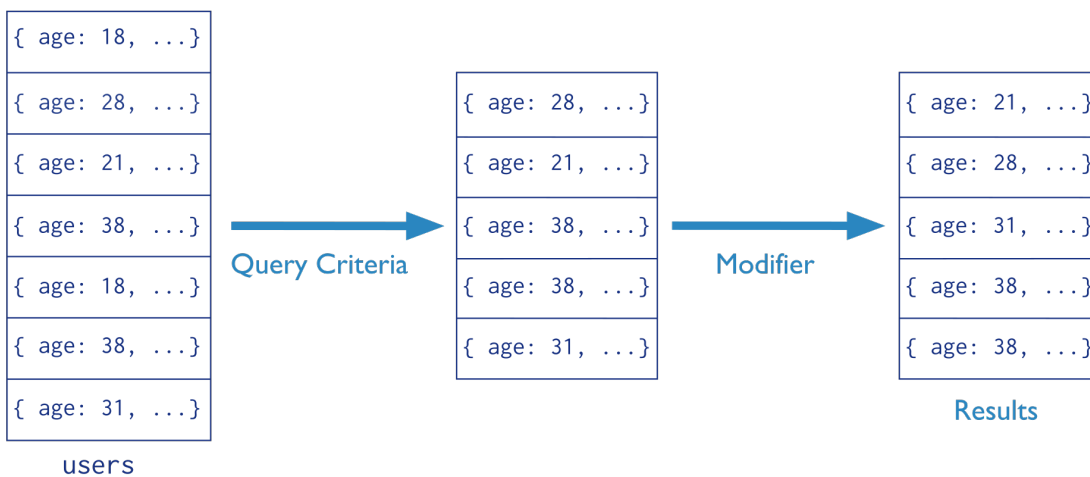 { age: 18, ...}
{ age: 28, ...}
{ age: 21, ...}
{ age: 38, ...}
{ age: 18, ...}
{ age: 38, ...}
{ age: 31, ...}
users
Query Criteria
{ age: 28, ...}
{ age: 21, ...}
{ age: 38, ...}
{ age: 38, ...}
{ age: 31, ...}
Modifier
{ age: 21, ...}
{ age: 28, ...}
{ age: 31, ...}
{ age: 38, ...}
{ age: 38, ...}
Results